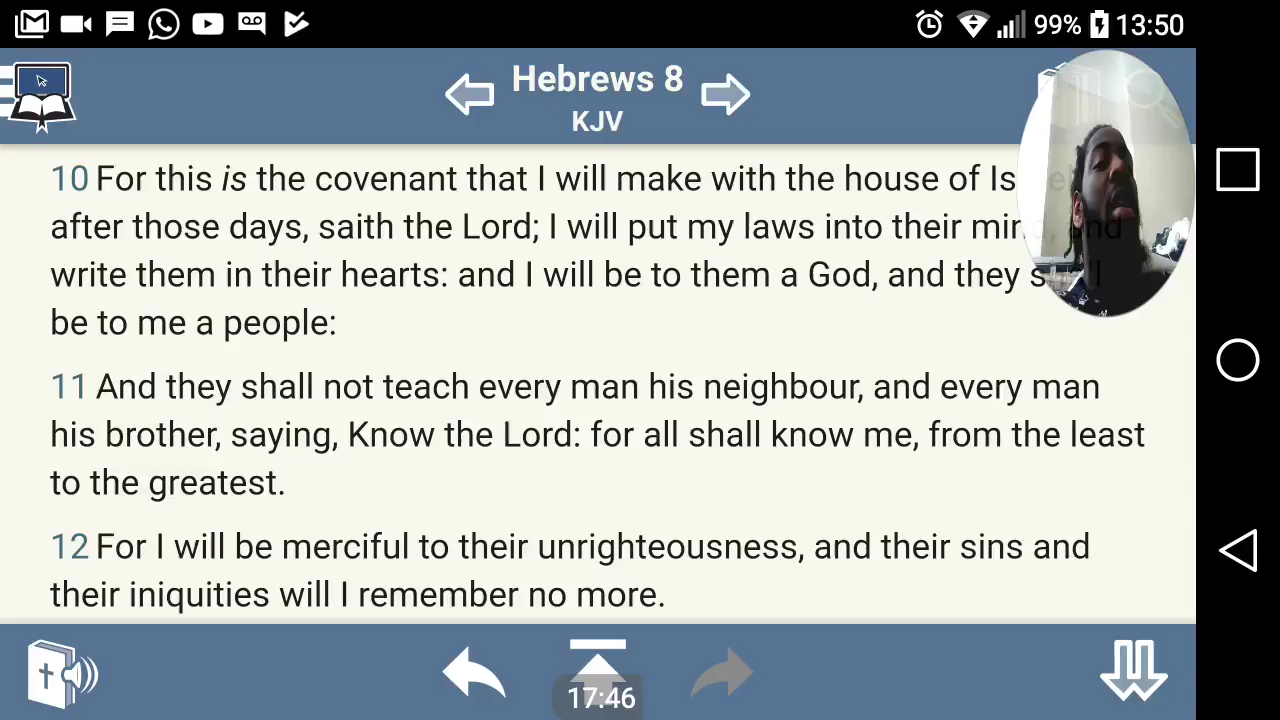 99% 13:50
Hebrews 8
KJV
10 For this is the covenant that I will make with the house of
after those days, saith the Lord; I will put my laws into their mind, and
write them in their hearts: and I will be to them a God, and they shall
be to me a people:
11 And they shall not teach every man his neighbour, and every man
his brother, saying, Know the Lord: for all shall know me, from the least
to the greatest.
12 For I will be merciful to their unrighteousness, and their sins and
their iniquities will I remember no more.
17:46